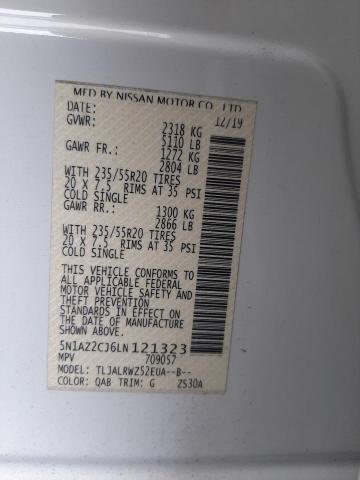 MFD BY NISSAN MOTOR CO., LTD.
DATE: 12/19
GVWR: 2318 KG
5110 LB
GAWR FR.: 1272 KG
2804 LB
WITH 235/55R20 TIRES
20 X 7.5 RIMS AT 35 PSI
COLD SINGLE
GAWR RR.: 1300 KG
2866 LB
WITH 235/55R20 TIRES
20 X 7.5 RIMS AT 35 PSI
COLD SINGLE
THIS VEHICLE CONFORMS TO
ALL APPLICABLE FEDERAL
MOTOR VEHICLE SAFETY AND
THEFT PREVENTION
STANDARDS IN EFFECT ON
THE DATE OF MANUFACTURE
SHOWN ABOVE.
5N1AZ2CJ6LN121323
MPV 709057
MODEL: TLJALRWZ52EUA--B--
COLOR: QAB TRIM: G ZS30A